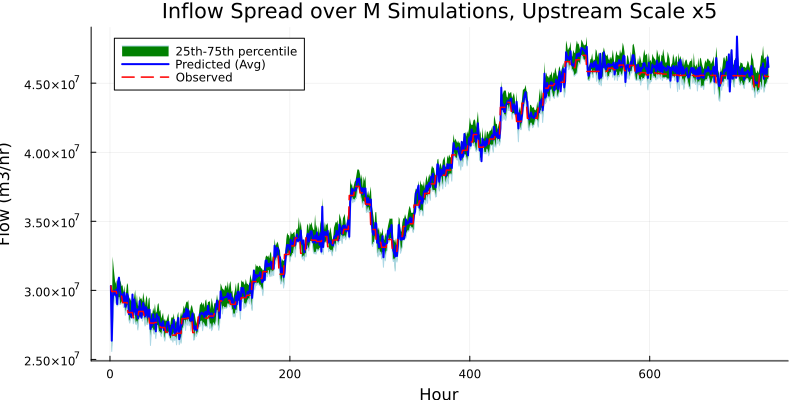 Inflow Spread over M Simulations, Upstream Scale x5
25th-75th percentile
Predicted (Avg)
Observed
Flow (m3/hr)
4.50×10⁷
4.00×10⁷
3.50×10⁷
3.00×10⁷
2.50×10⁷
0 200 400 600
Hour